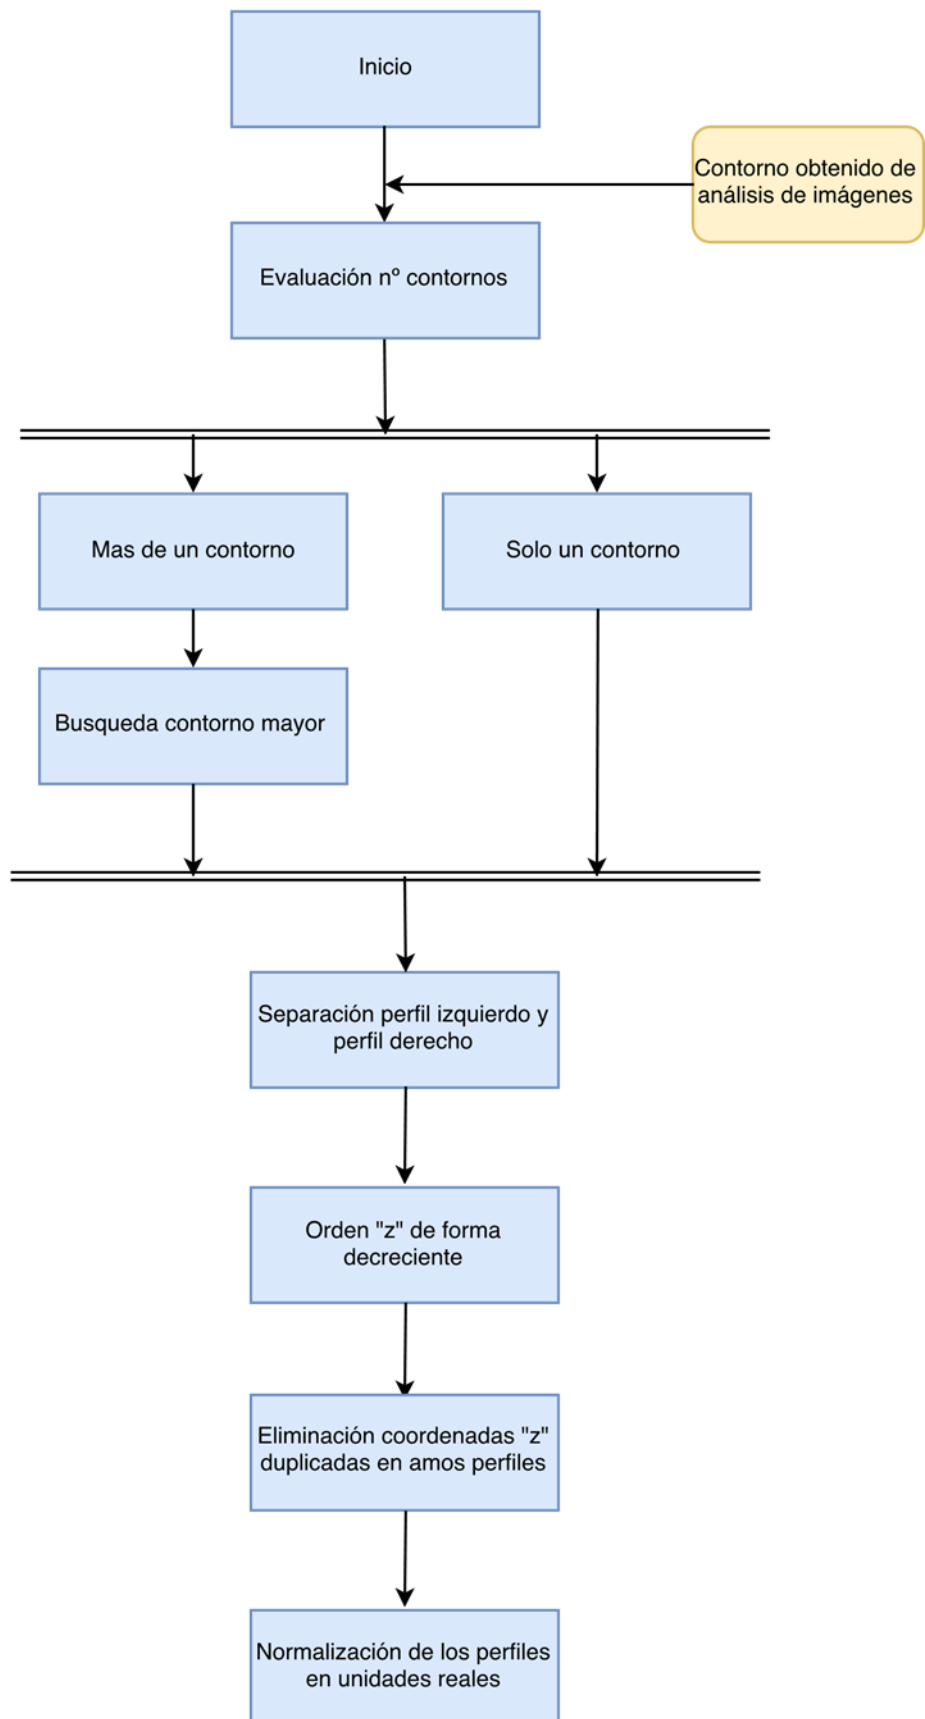 Inicio
Contorno obtenido de
análisis de imágenes
Evaluación nº contornos
Mas de un contorno
Solo un contorno
Busqueda contorno mayor
Separación perfil izquierdo y
perfil derecho
Orden "z" de forma
decreciente
Eliminación coordenadas "z"
duplicadas en amos perfiles
Normalización de los perfiles
en unidades reales